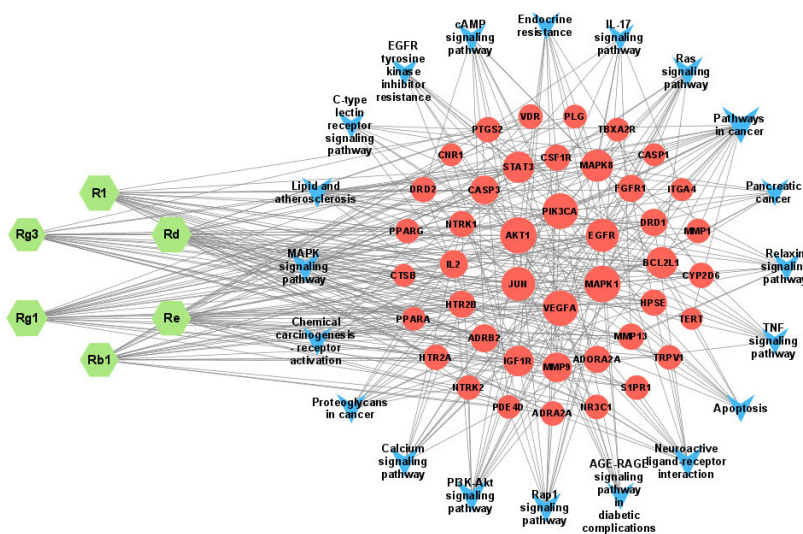 cAMP
signaling
pathway
Endocrine
resistance
IL-17
signaling
pathway
EGFR
tyrosine
kinase
inhibitor
resistance
Ras
signaling
pathway
C-type
lectin
receptor
signaling
pathway
Pathways
in cancer
Lipid and
atherosclerosis
Pancreatic
cancer
MAPK
signaling
pathway
Relaxin
signaling
pathway
Chemical
carcinogenesis
- receptor
activation
TNF
signaling
pathway
Proteoglycans
in cancer
Apoptosis
Calcium
signaling
pathway
Neuroactive
ligand-receptor
interaction
PI3K-Akt
signaling
pathway
Rap1
signaling
pathway
AGE-RAGE
signaling
pathway
in
diabetic
complications
R1
Rg3
Rd
Rg1
Re
Rb1
VDR
PLG
PTGS2
TBXA2R
CNR1
STAT3
CSF1R
MAPK8
CASP1
DRD2
CASP3
FGFR1
ITGA4
PIK3CA
PPARG
NTRK1
AKT1
EGFR
DRD1
MMP1
CTSB
IL2
BCL2L1
CYP2D6
JUN
MAPK1
HTR2B
VEGFA
HPSE
PPARA
TERT
ADRB2
MMP13
HTR2A
IGF1R
MMP9
ADORA2A
TRPV1
NTRK2
S1PR1
PDE4D
ADRA2A
NR3C1